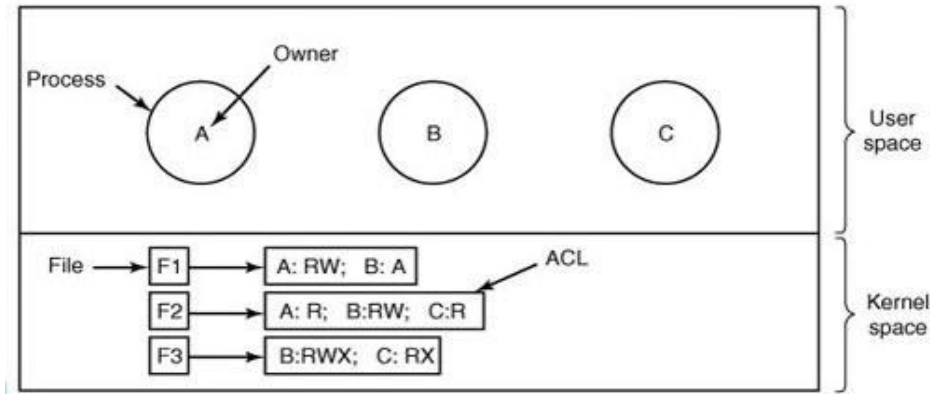 Owner
Process
A
B
C
User
space
File
F1
A: RW; B: A
ACL
F2
A: R; B:RW; C:R
F3
B:RWX; C: RX
Kernel
space